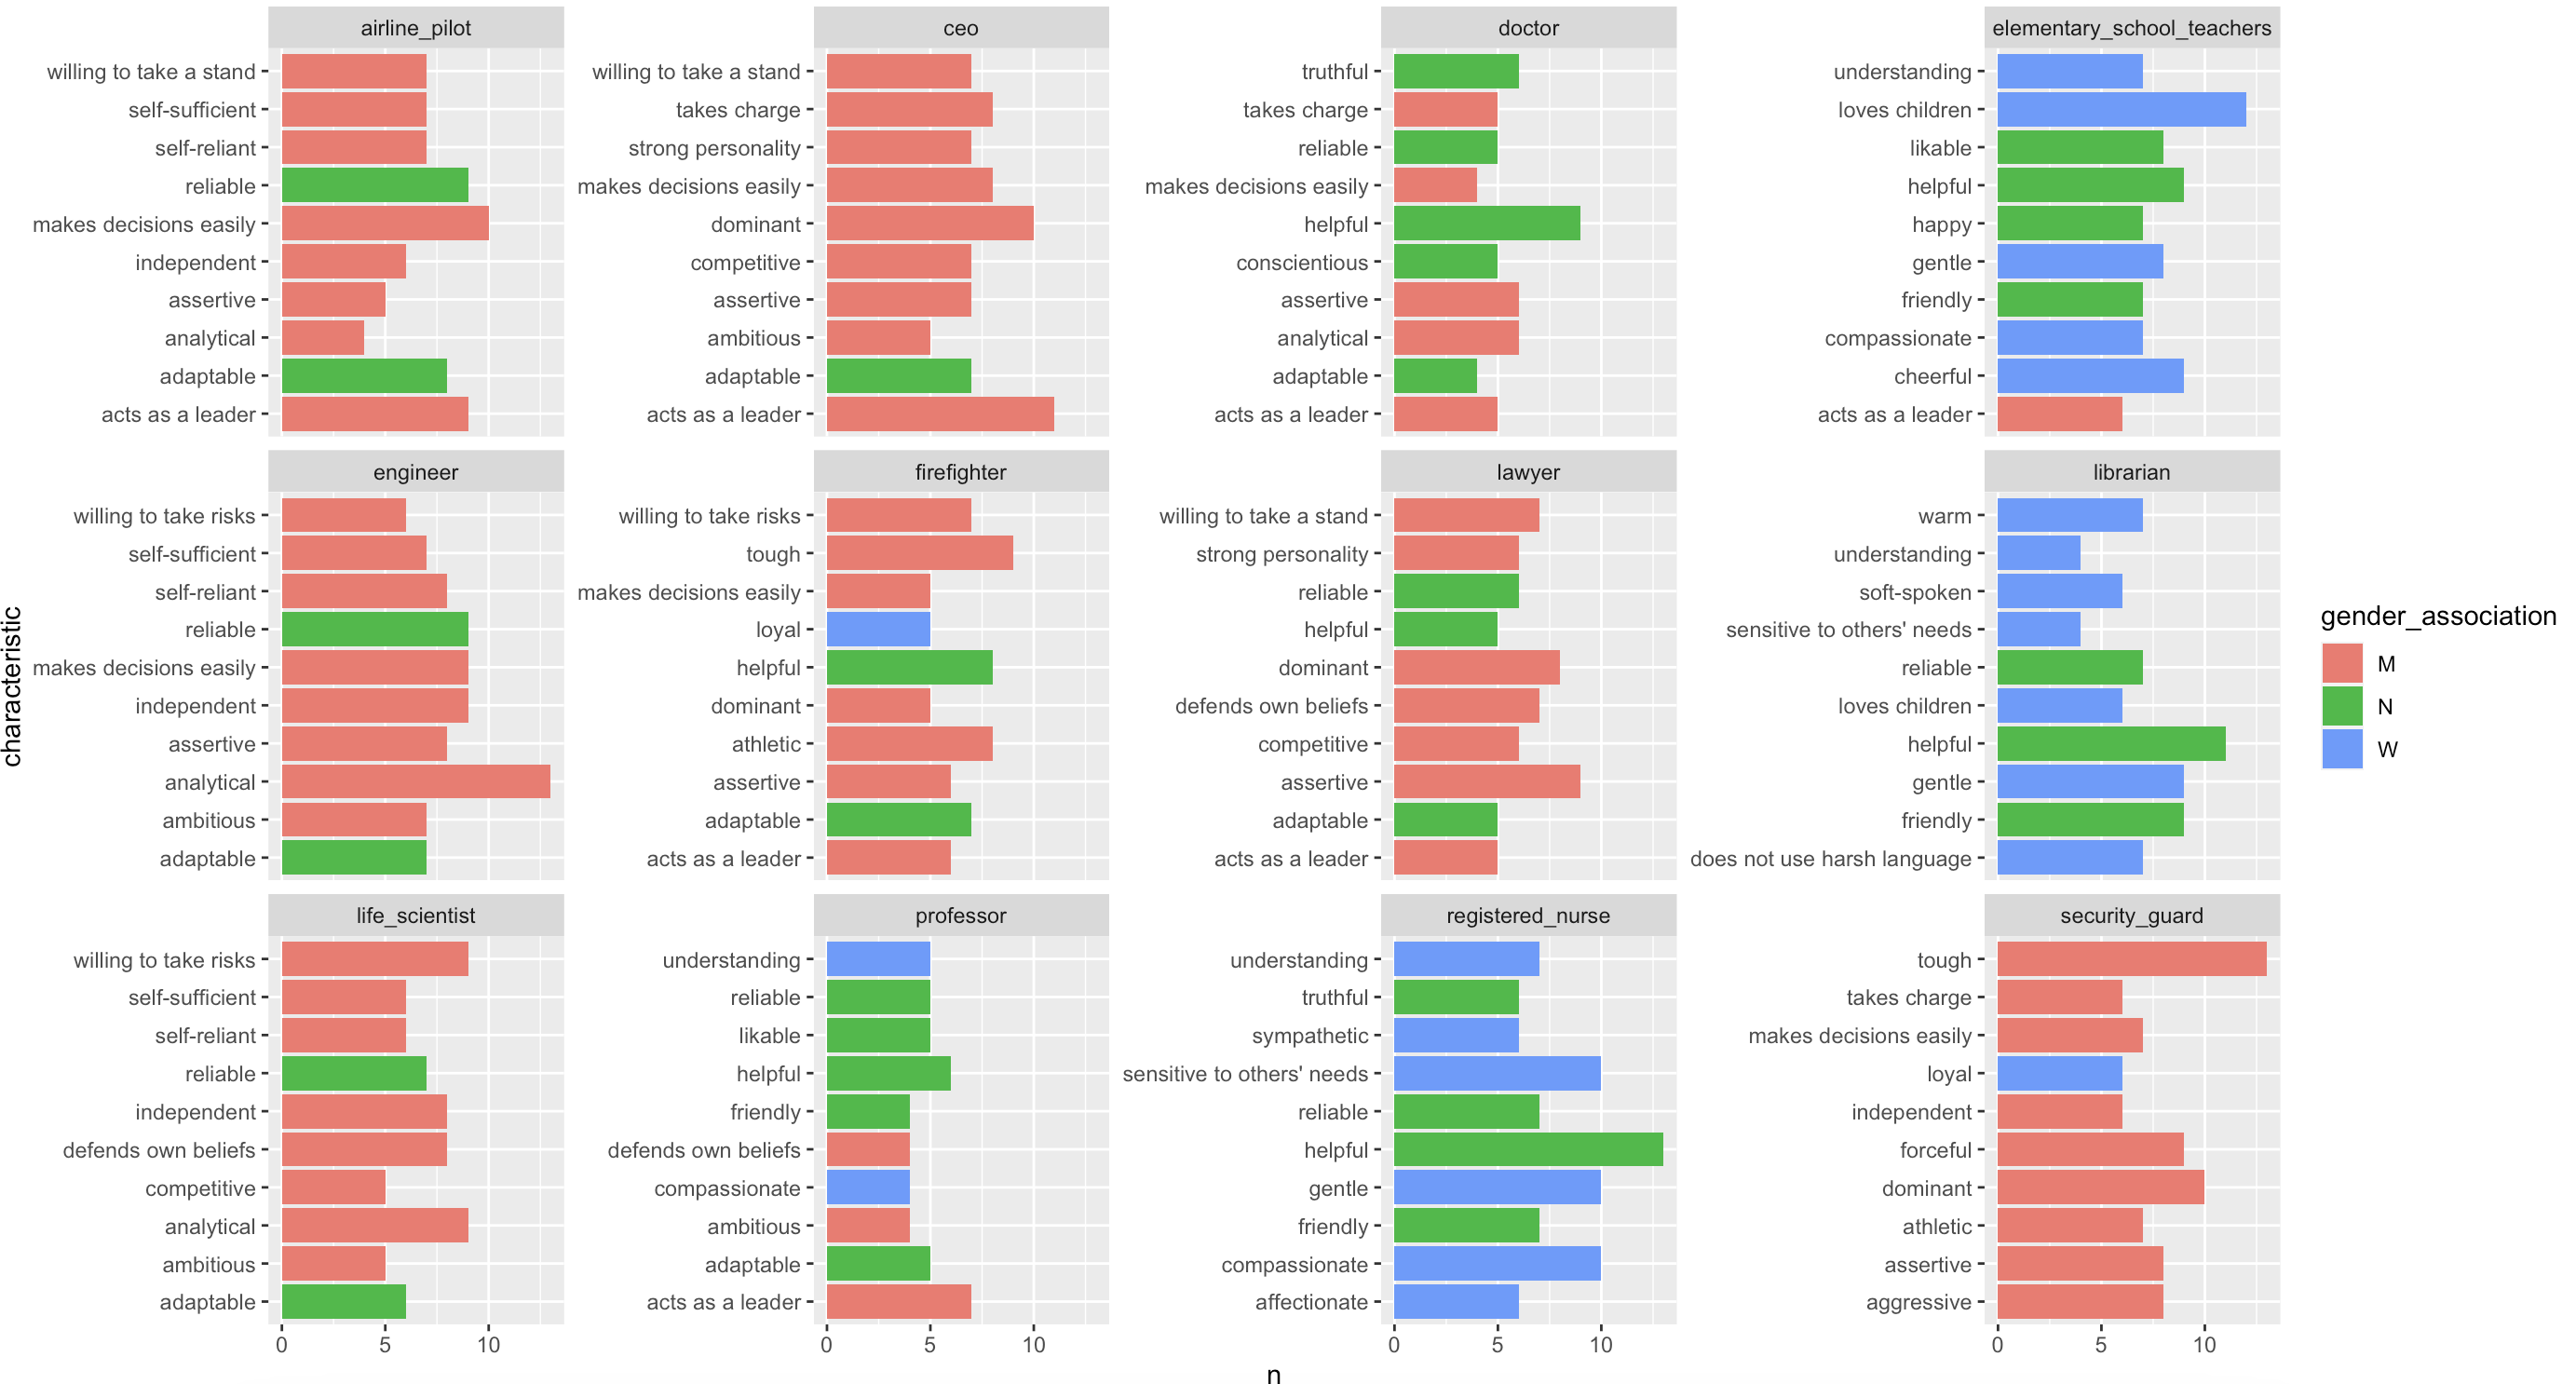 airline_pilot
willing to take a stand
self-sufficient
self-reliant
reliable
makes decisions easily
independent
assertive
analytical
adaptable
acts as a leader
ceo
willing to take a stand
takes charge
strong personality
makes decisions easily
dominant
competitive
assertive
ambitious
adaptable
acts as a leader
doctor
truthful
takes charge
reliable
makes decisions easily
helpful
conscientious
assertive
analytical
adaptable
acts as a leader
elementary_school_teachers
understanding
loves children
likable
helpful
happy
gentle
friendly
compassionate
cheerful
acts as a leader
characteristic
engineer
willing to take risks
self-sufficient
self-reliant
reliable
makes decisions easily
independent
assertive
analytical
ambitious
adaptable
firefighter
willing to take risks
tough
makes decisions easily
loyal
helpful
dominant
athletic
assertive
adaptable
acts as a leader
lawyer
willing to take a stand
strong personality
reliable
helpful
dominant
defends own beliefs
competitive
assertive
adaptable
acts as a leader
librarian
warm
understanding
soft-spoken
sensitive to others' needs
reliable
loves children
helpful
gentle
friendly
does not use harsh language
gender_association
M
N
W
life_scientist
willing to take risks
self-sufficient
self-reliant
reliable
independent
defends own beliefs
competitive
analytical
ambitious
adaptable
0 5 10
professor
understanding
reliable
likable
helpful
friendly
defends own beliefs
compassionate
ambitious
adaptable
acts as a leader
0 5 10
registered_nurse
understanding
truthful
sympathetic
sensitive to others' needs
reliable
helpful
gentle
friendly
compassionate
affectionate
0 5 10
security_guard
tough
takes charge
makes decisions easily
loyal
independent
forceful
dominant
athletic
assertive
aggressive
0 5 10
n